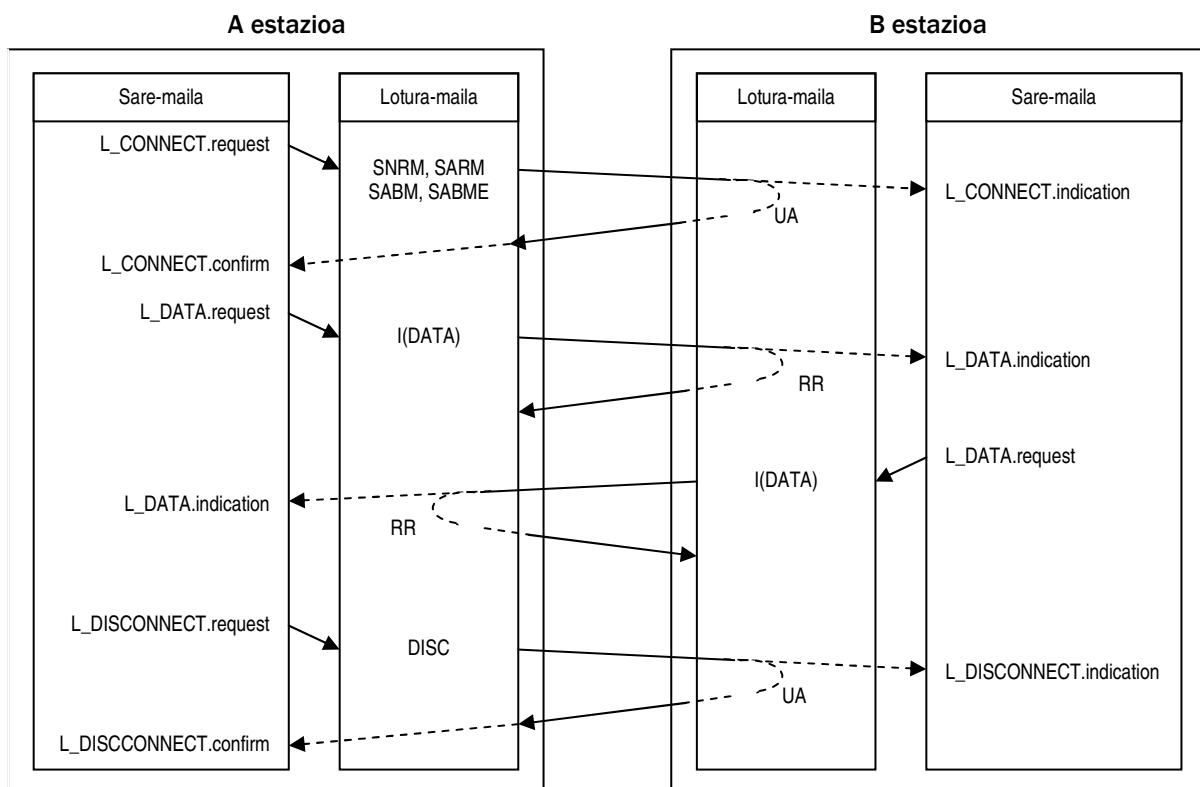 A estazioa
B estazioa
Sare-maila
Lotura-maila
Lotura-maila
Sare-maila
L_CONNECT.request
SNRM, SARM
SABM, SABME
L_CONNECT.indication
UA
L_CONNECT.confirm
L_DATA.request
I(DATA)
L_DATA.indication
RR
L_DATA.request
I(DATA)
L_DATA.indication
RR
L_DISCONNECT.request
DISC
L_DISCONNECT.indication
UA
L_DISCCONNECT.confirm